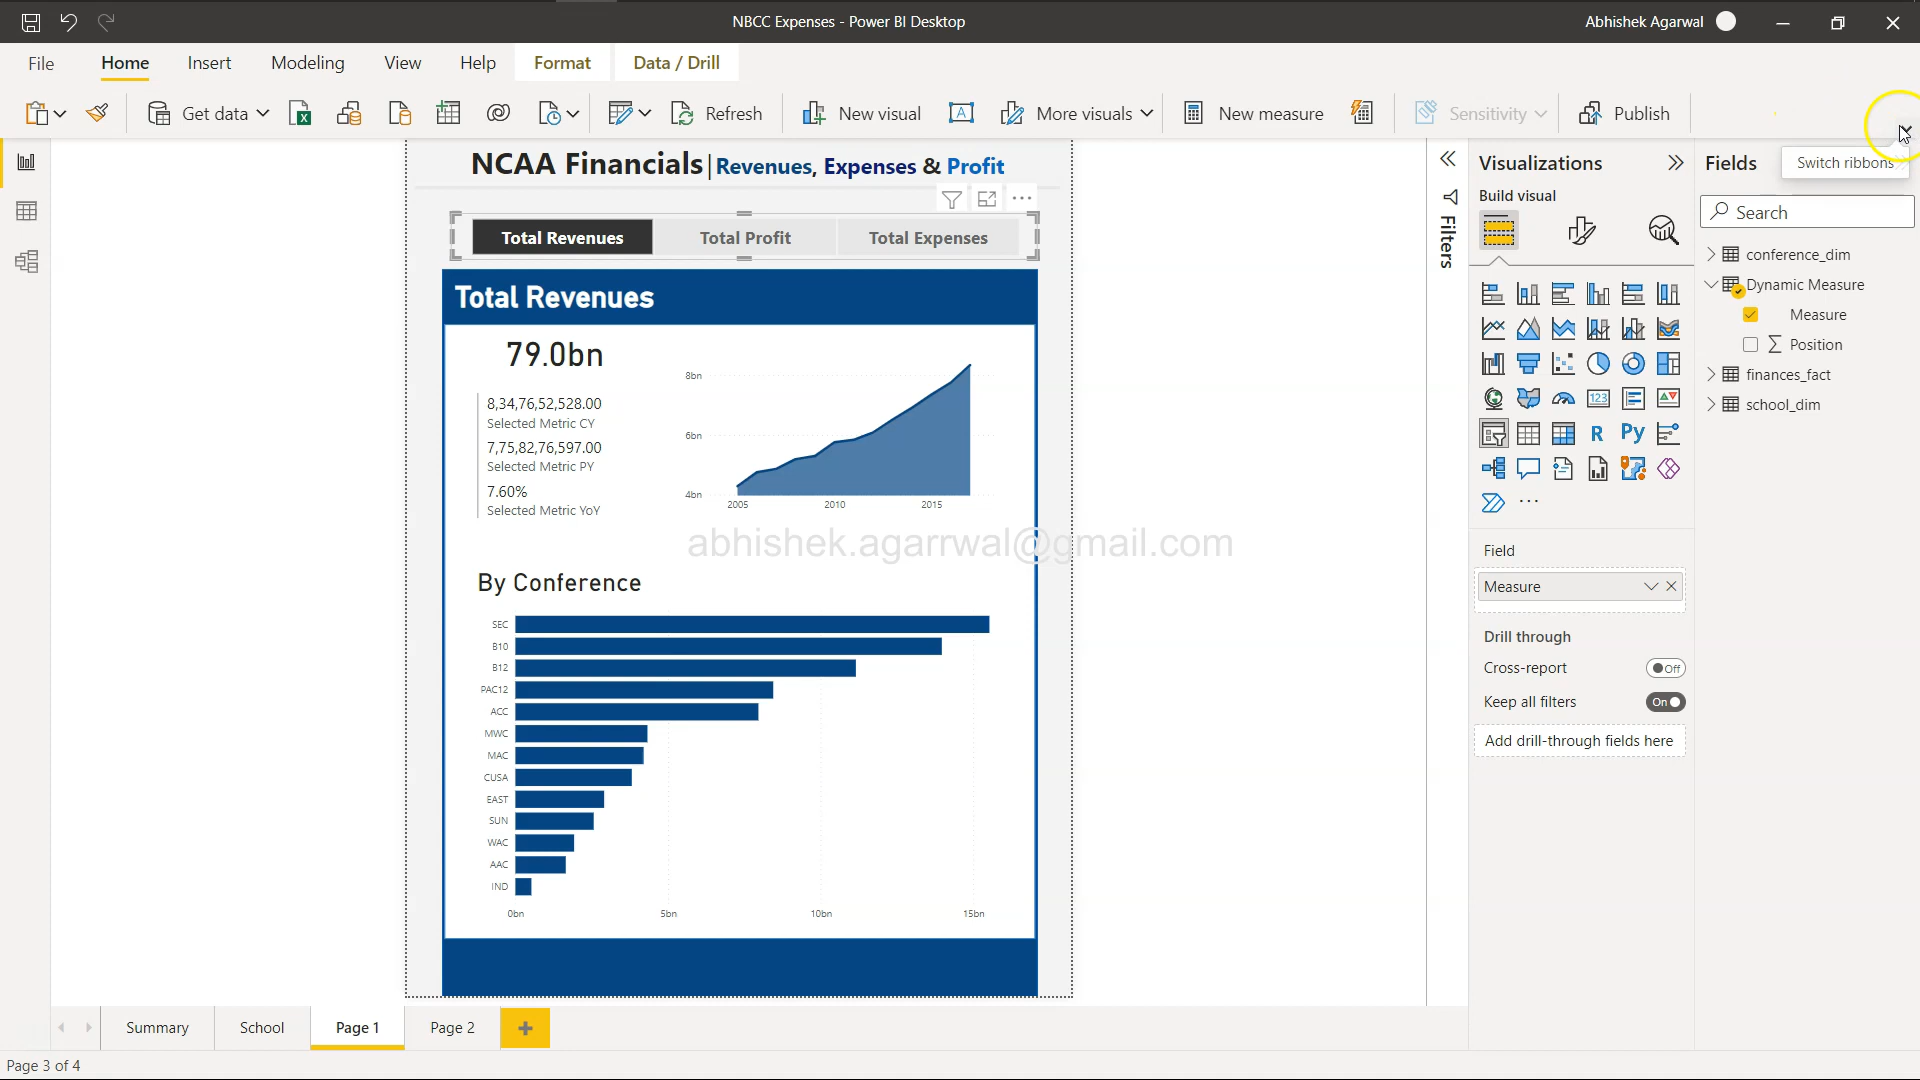 NBCC Expenses - Power BI Desktop
Abhishek Agarwal
File
Home
Insert
Modeling
View
Help
Format
Data / Drill
Get data
Refresh
New visual
More visuals
New measure
Sensitivity
Publish
Switch ribbons
NCAA Financials|Revenues, Expenses & Profit
Total Revenues
Total Profit
Total Expenses
Total Revenues
79.0bn
8,34,76,52,528.00
Selected Metric CY
7,75,82,76,597.00
Selected Metric PY
7.60%
Selected Metric YoY
8bn
6bn
4bn
2005
2010
2015
abhishek.agarrwal@gmail.com
By Conference
SEC
B10
B12
PAC12
ACC
MWC
MAC
CUSA
EAST
SUN
WAC
AAC
IND
0bn
5bn
10bn
15bn
Filters
Visualizations
Build visual
123
R
Py
Field
Measure
Drill through
Cross-report
Off
Keep all filters
On
Add drill-through fields here
Fields
Search
conference_dim
Dynamic Measure
Measure
Position
finances_fact
school_dim
Summary
School
Page 1
Page 2
Page 3 of 4